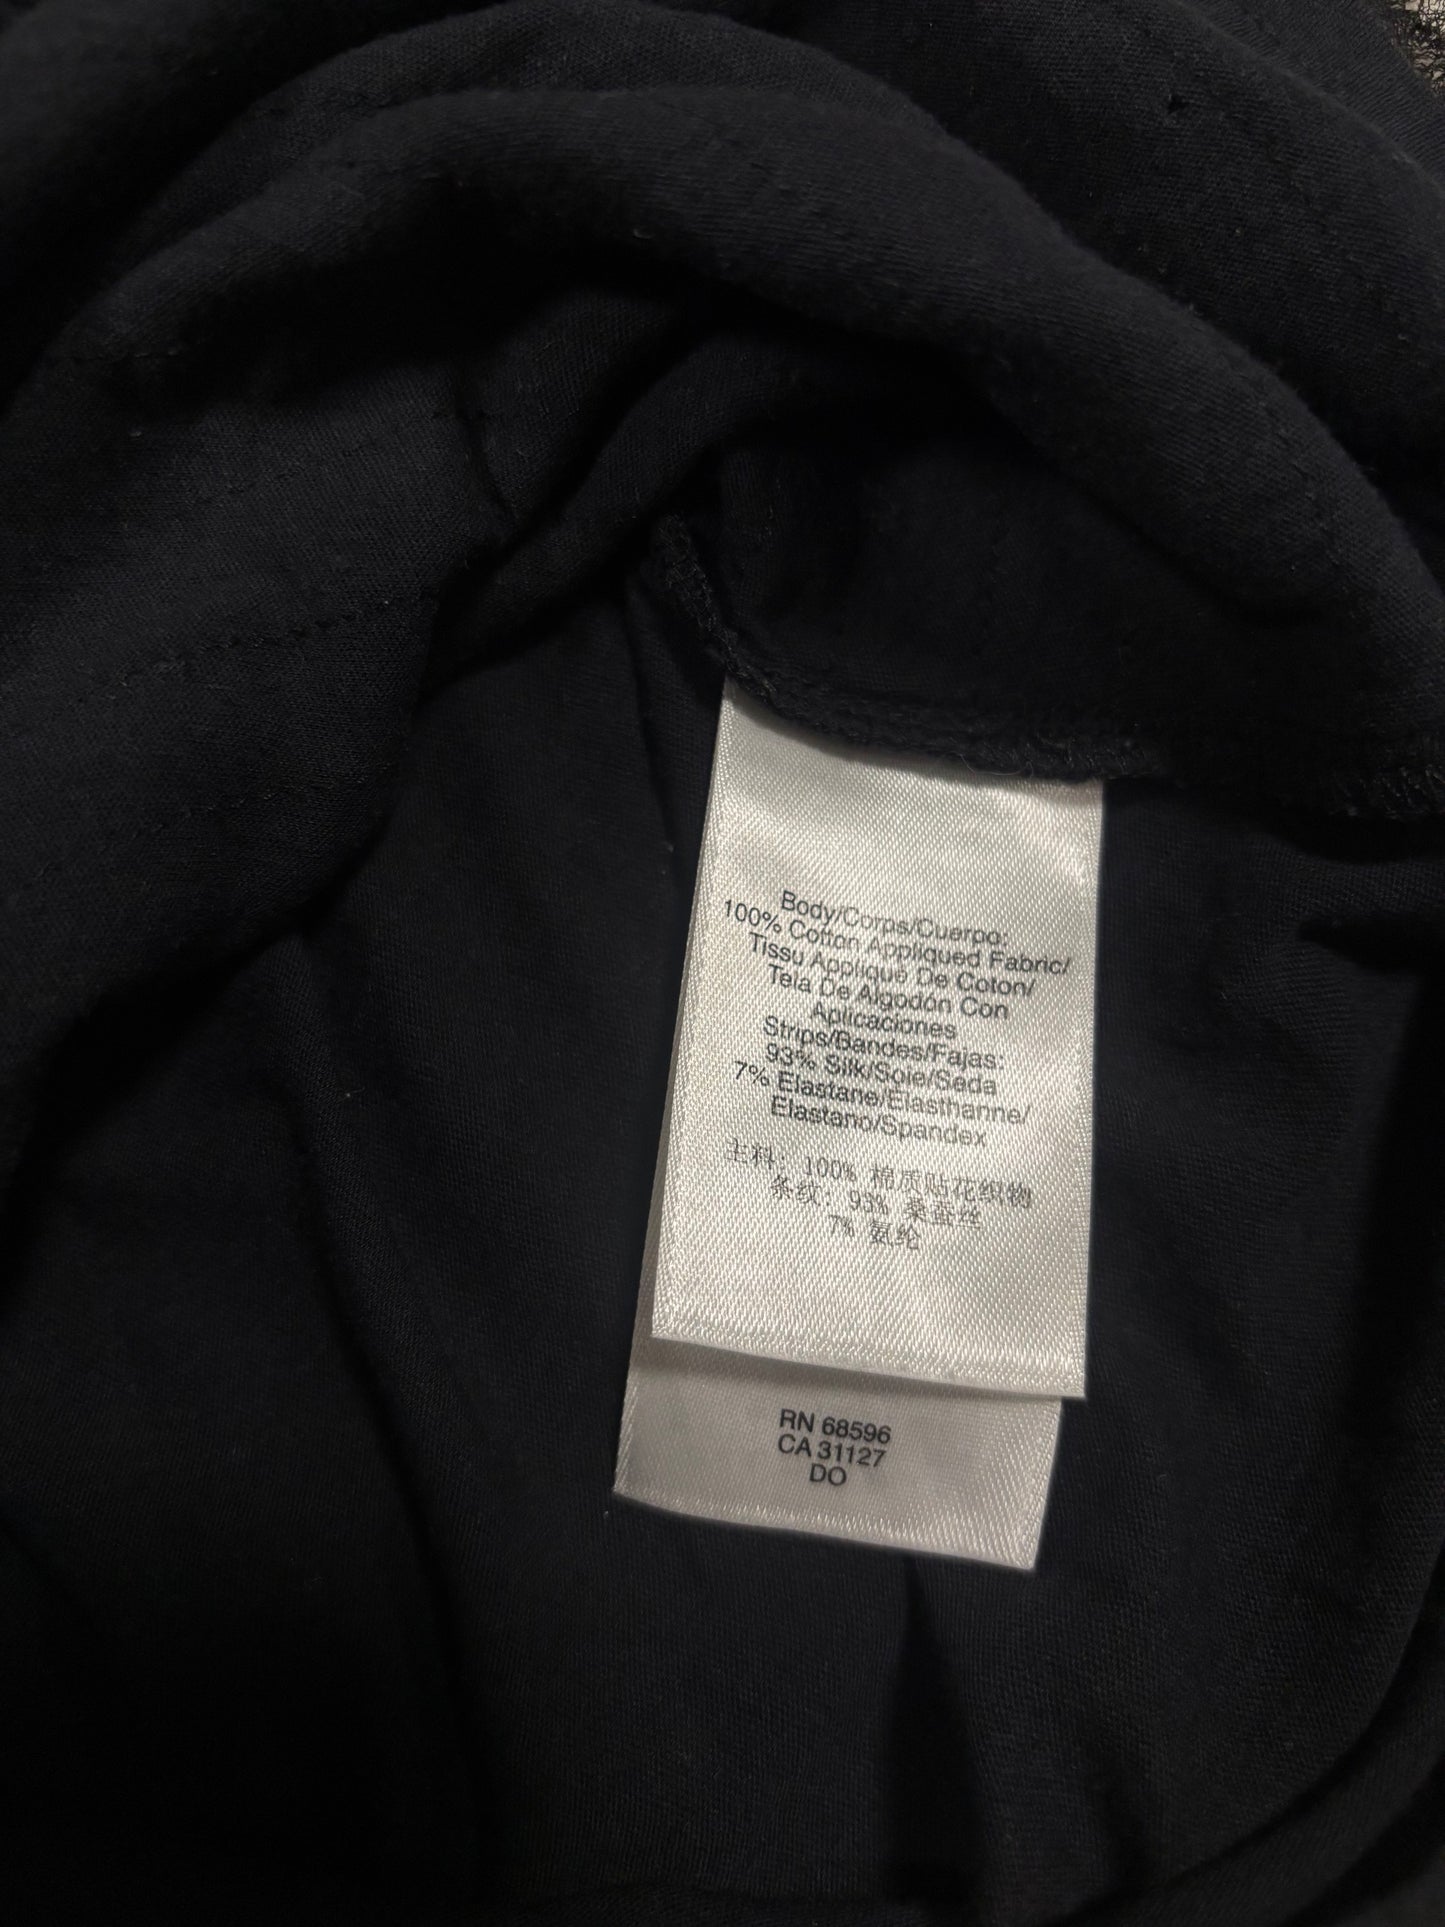 Body/Corps/Cuerpo:
100% Cotton Appliqued Fabric/
Tissu Appliqué De Coton/
Tela De Algodón Con
Aplicaciones
Strips/Bandes/Fajas:
93% Silk/Soie/Seda
7% Elastane/Elasthanne/
Elastano/Spandex
主料: 100% 棉质贴花织物
条纹: 93% 桑蚕丝
7% 氨纶
RN 68596
CA 31127
DO